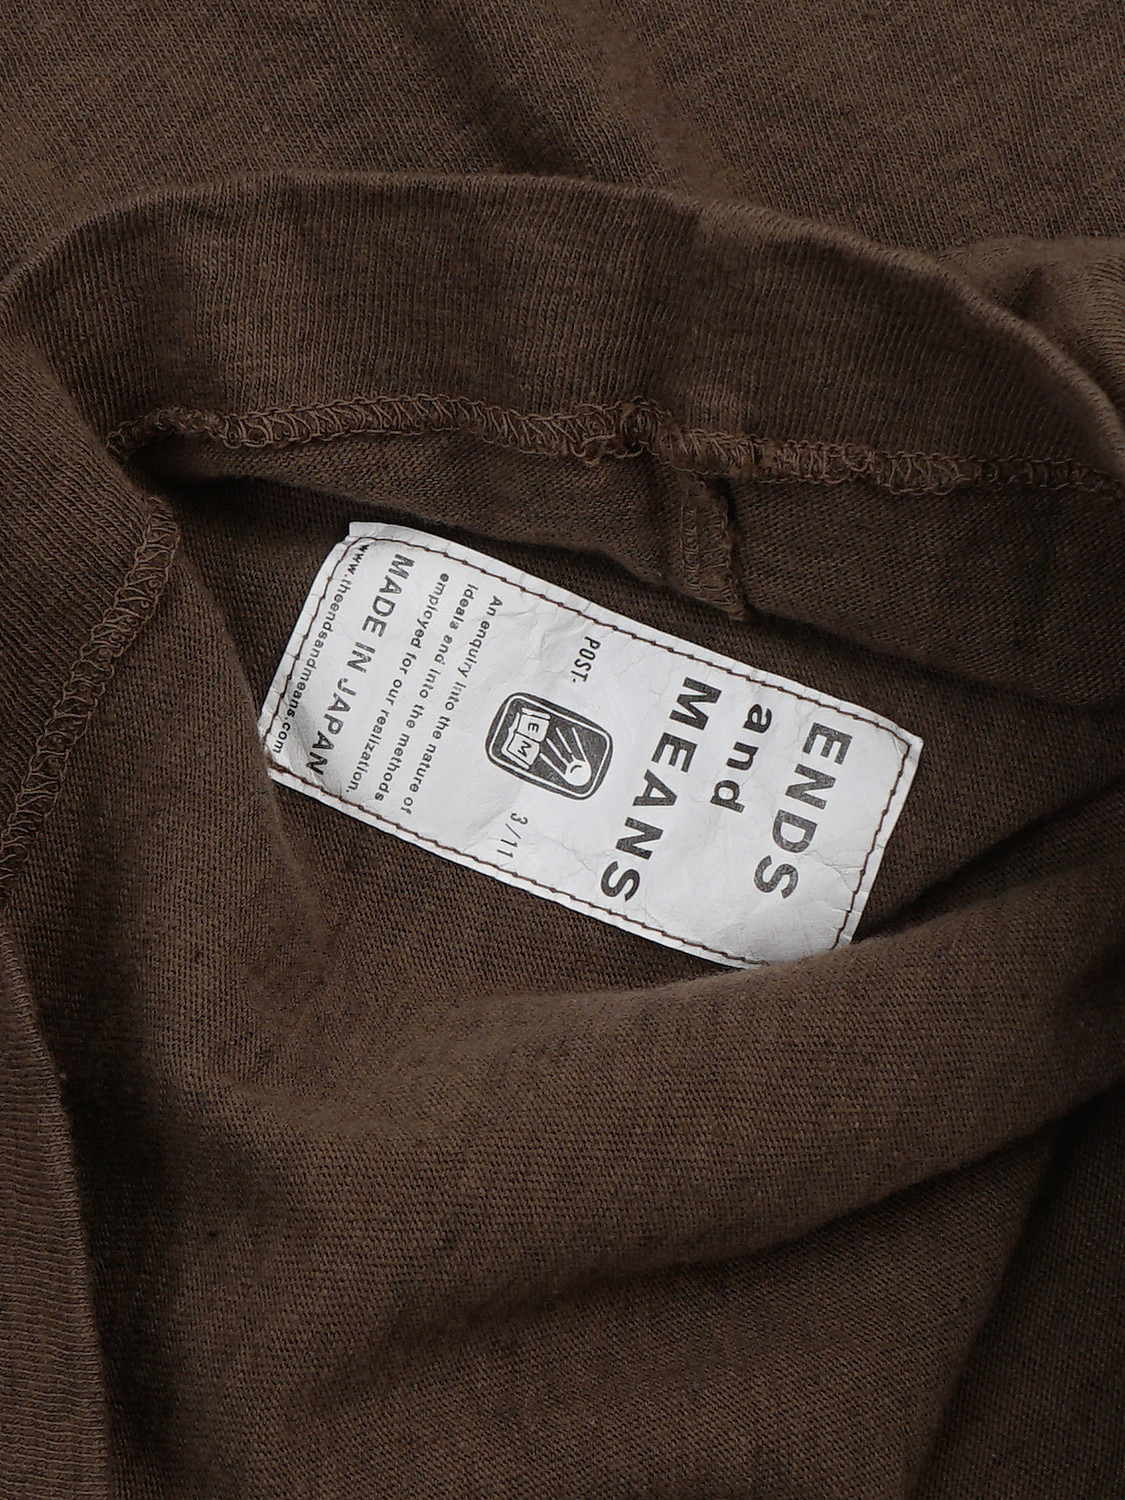 ENDS
and
MEANS
POST- EM 3/11
An enquiry into the nature of
ideals and into the methods
employed for our realization.
MADE IN JAPAN
www.theendsandmeans.com